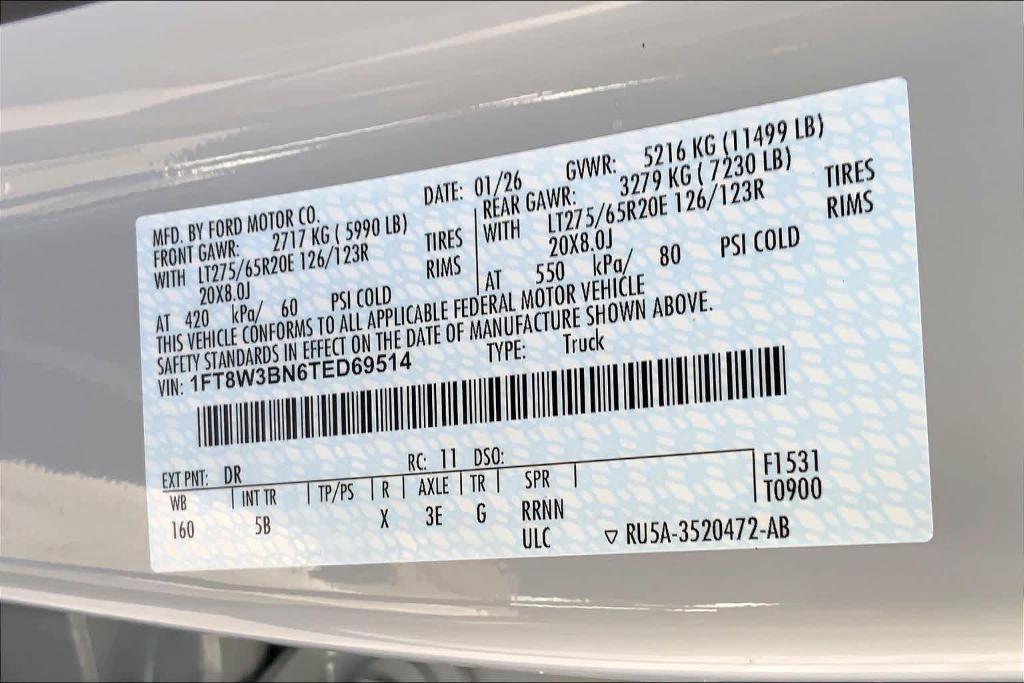 MFD. BY FORD MOTOR CO. DATE: 01/26 GVWR: 5216 KG (11499 LB)
FRONT GAWR: 2717 KG ( 5990 LB) REAR GAWR: 3279 KG ( 7230 LB)
WITH LT275/65R20E 126/123R TIRES WITH LT275/65R20E 126/123R TIRES
20X8.0J RIMS 20X8.0J RIMS
AT 420 kPa/ 60 PSI COLD AT 550 kPa/ 80 PSI COLD
THIS VEHICLE CONFORMS TO ALL APPLICABLE FEDERAL MOTOR VEHICLE
SAFETY STANDARDS IN EFFECT ON THE DATE OF MANUFACTURE SHOWN ABOVE.
VIN: 1FT8W3BN6TED69514 TYPE: Truck
EXT PNT: DR RC: 11 DSO:
WB INT TR TP/PS R AXLE TR SPR F1531
160 5B X 3E G RRNN T0900
ULC ▽ RU5A-3520472-AB